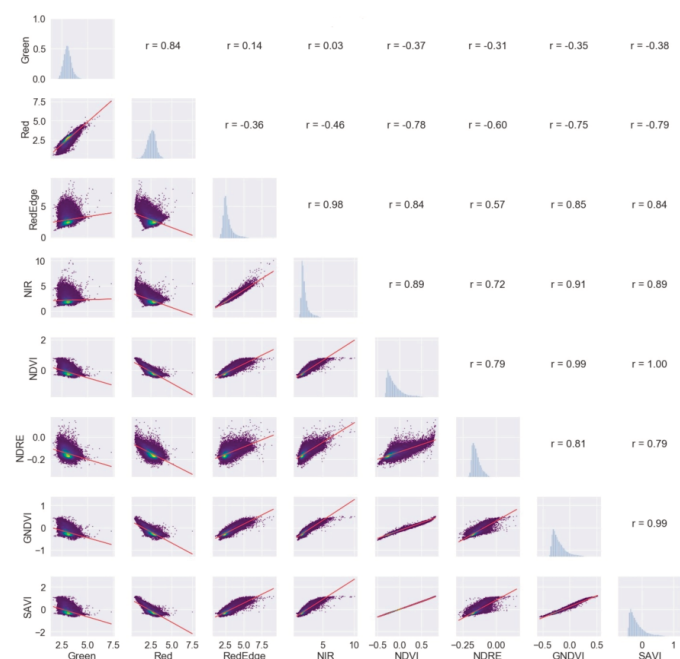 1.0
Green
0.5
0.0
r = 0.84
r = 0.14
r = 0.03
r = -0.37
r = -0.31
r = -0.35
r = -0.38
7.5
Red
5.0
2.5
r = -0.36
r = -0.46
r = -0.78
r = -0.60
r = -0.75
r = -0.79
RedEdge
5
0
r = 0.98
r = 0.84
r = 0.57
r = 0.85
r = 0.84
10
NIR
5
0
r = 0.89
r = 0.72
r = 0.91
r = 0.89
2
NDVI
0
r = 0.79
r = 0.99
r = 1.00
NDRE
0.0
−0.2
r = 0.81
r = 0.79
1
GNDVI
0
−1
r = 0.99
2
SAVI
0
−2
2.5 5.0 7.5
2.5 5.0 7.5
2.5 5.0 7.5
5 10
−0.5 0.0 0.5
−0.25 0.00
−0.5 0.0 0.5
0 1
Green Red RedEdge NIR NDVI NDRE GNDVI SAVI